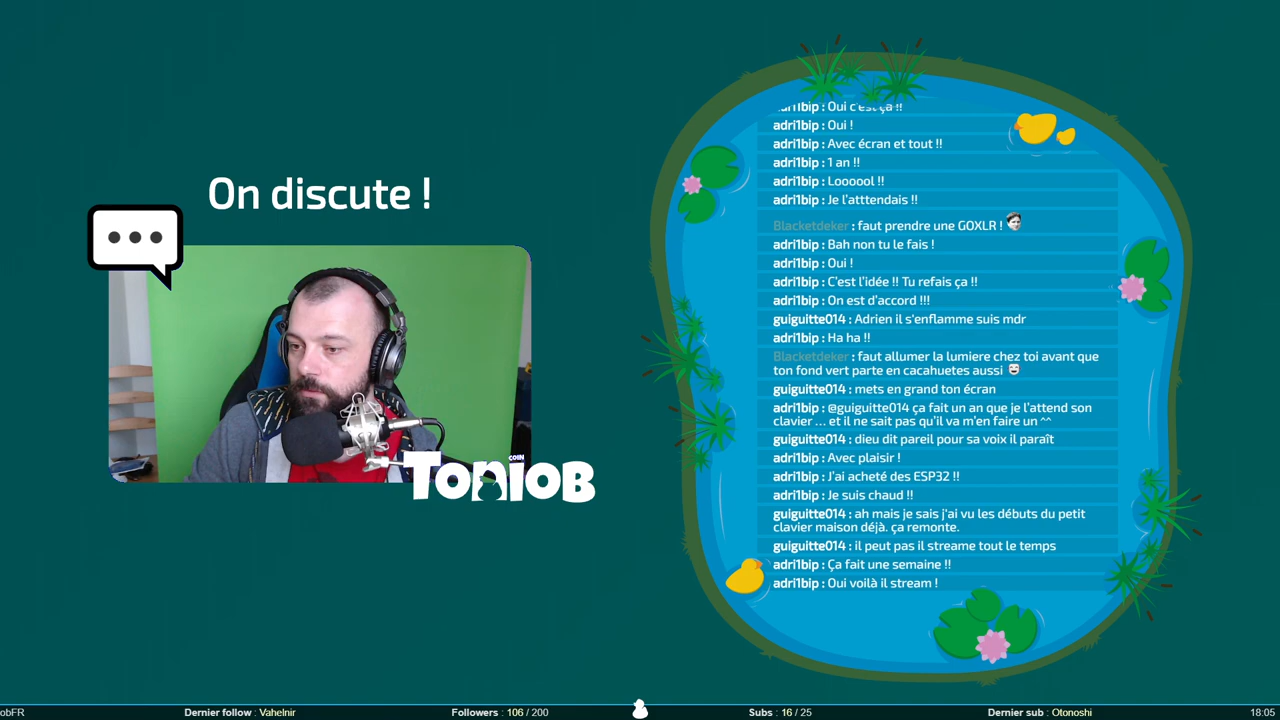 On discute !
COIN
TONIOB
adri1bip : Oui c'est ça !!
adri1bip : Oui !
adri1bip : Avec écran et tout !!
adri1bip : 1 an !!
adri1bip : Loooool !!
adri1bip : Je l'atttendais !!
Blacketdeker : faut prendre une GOXLR !
adri1bip : Bah non tu le fais !
adri1bip : Oui !
adri1bip : C'est l'idée !! Tu refais ça !!
adri1bip : On est d'accord !!!
guiguitte014 : Adrien il s'enflamme suis mdr
adri1bip : Ha ha !!
Blacketdeker : faut allumer la lumiere chez toi avant que
ton fond vert parte en cacahuetes aussi
guiguitte014 : mets en grand ton écran
adri1bip : @guiguitte014 ça fait un an que je l'attend son
clavier ... et il ne sait pas qu'il va m'en faire un ^^
guiguitte014 : dieu dit pareil pour sa voix il paraît
adri1bip : Avec plaisir !
adri1bip : J'ai acheté des ESP32 !!
adri1bip : Je suis chaud !!
guiguitte014 : ah mais je sais j'ai vu les débuts du petit
clavier maison déjà. ça remonte.
guiguitte014 : il peut pas il streame tout le temps
adri1bip : Ça fait une semaine !!
adri1bip : Oui voilà il stream !
obFR Dernier follow : Vahelnir Followers : 106 / 200 Subs : 16 / 25 Dernier sub : Otonoshi 18:05